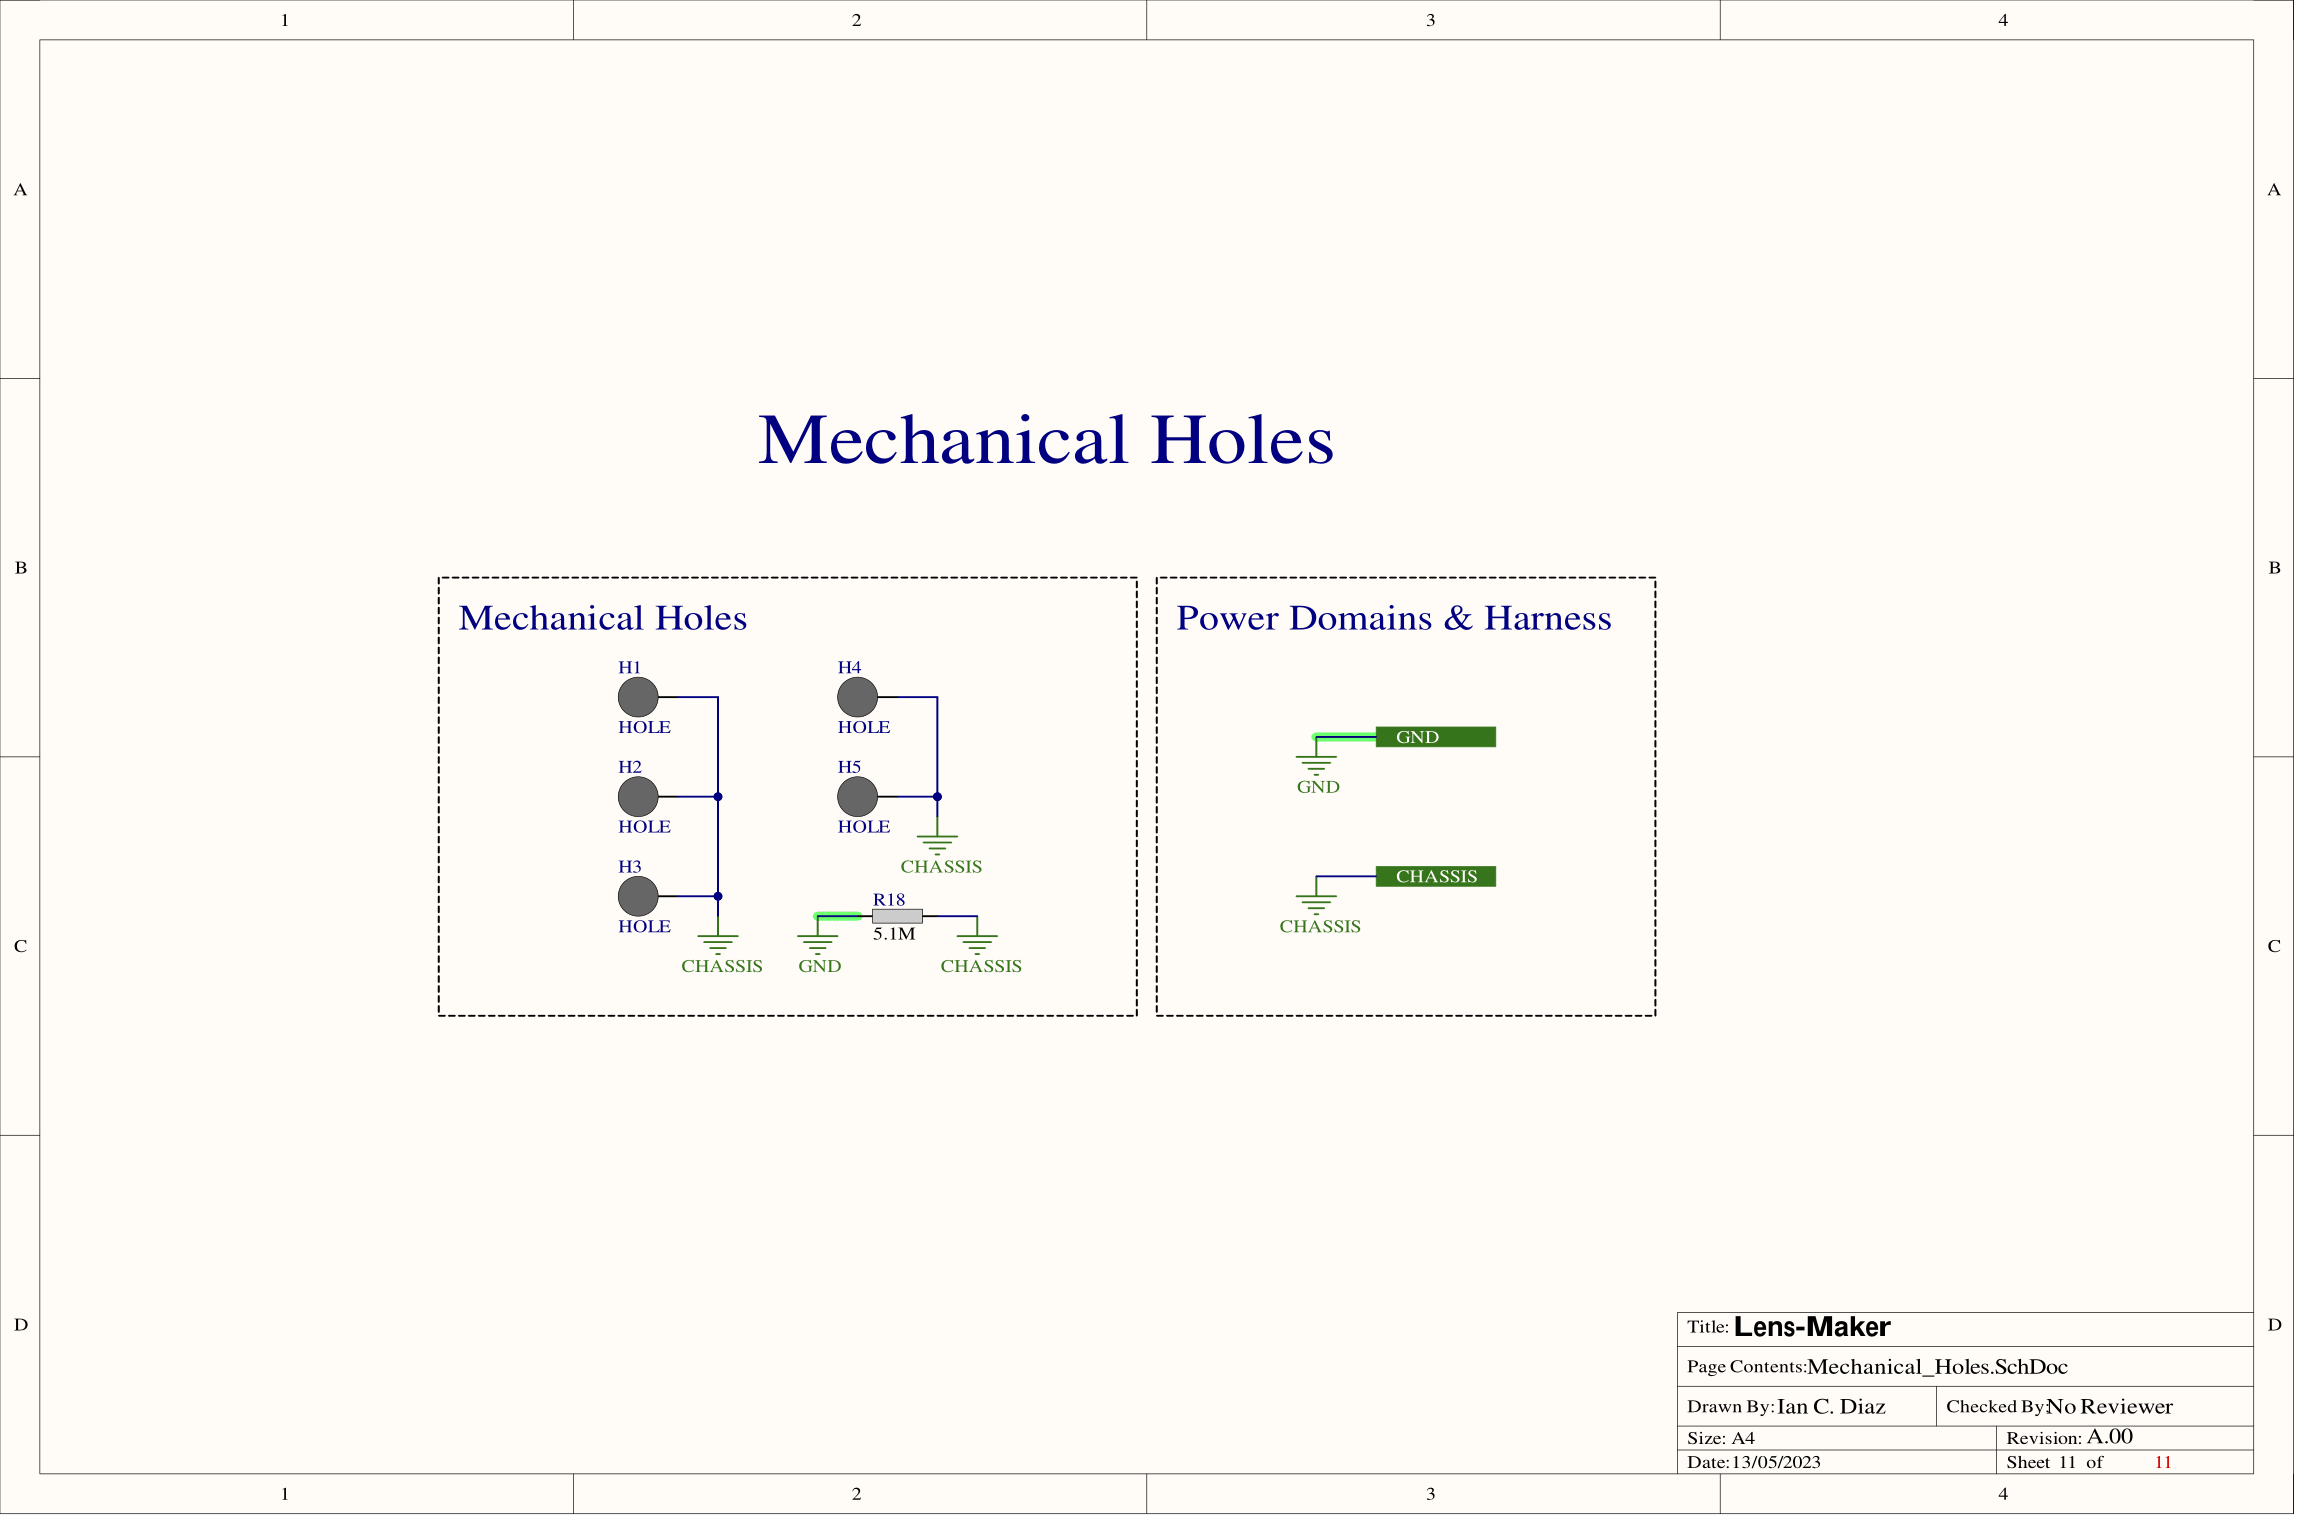 1 2 3 4
A A
Mechanical Holes
B B
Mechanical Holes
Power Domains & Harness
H1 H4
HOLE HOLE
GND
GND
H2 H5
HOLE HOLE
H3
CHASSIS
CHASSIS
R18
HOLE
5.1M
CHASSIS
C C
CHASSIS GND CHASSIS
D D
Title: Lens-Maker
Page Contents:Mechanical_Holes.SchDoc
Drawn By: Ian C. Diaz Checked By:No Reviewer
Size: A4 Revision: A.00
Date:13/05/2023 Sheet 11 of 11
1 2 3 4